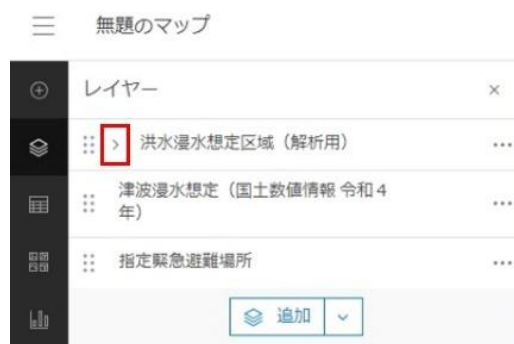 無題のマップ
レイヤー
洪水浸水想定区域（解析用）
津波浸水想定（国土数値情報 令和4
年）
指定緊急避難場所
追加